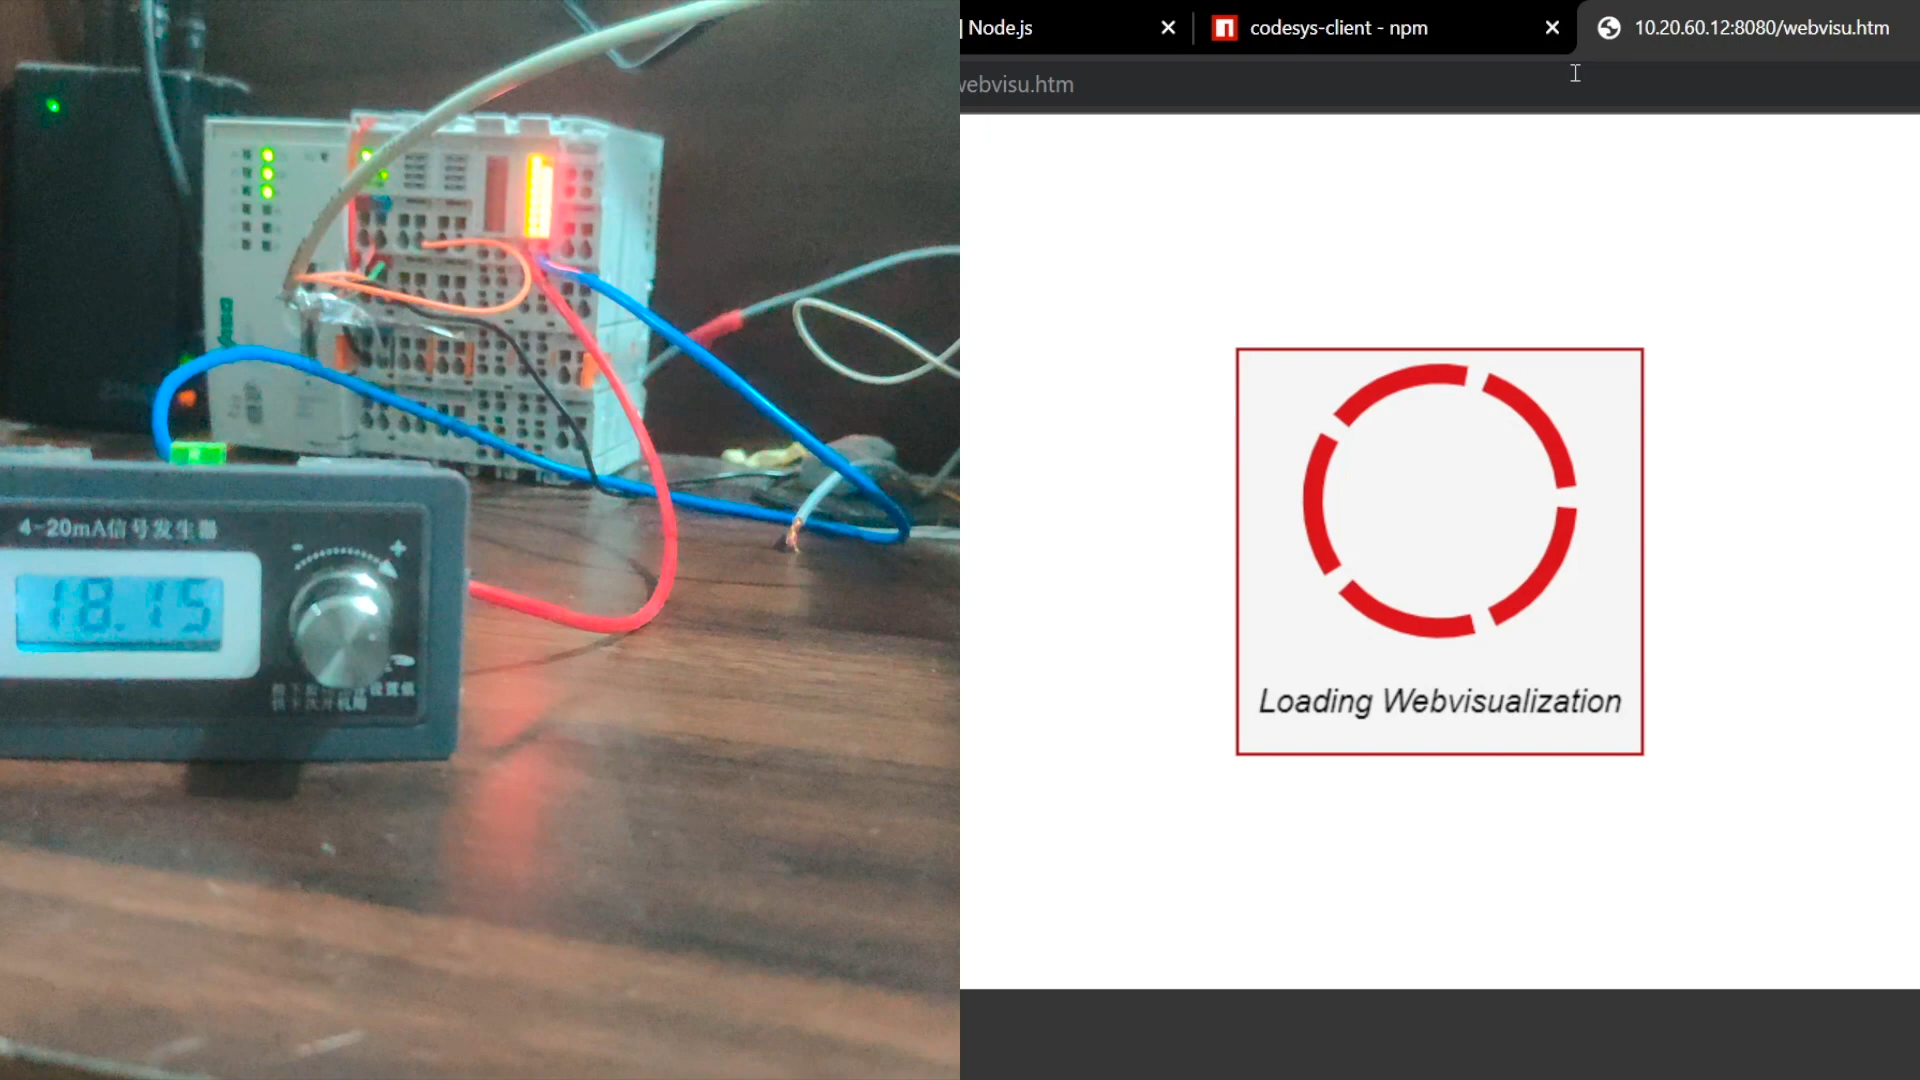 Node.js
codesys-client - npm
10.20.60.12:8080/webvisu.htm
webvisu.htm
4-20mA信号发生器
18.15
- +
Loading Webvisualization